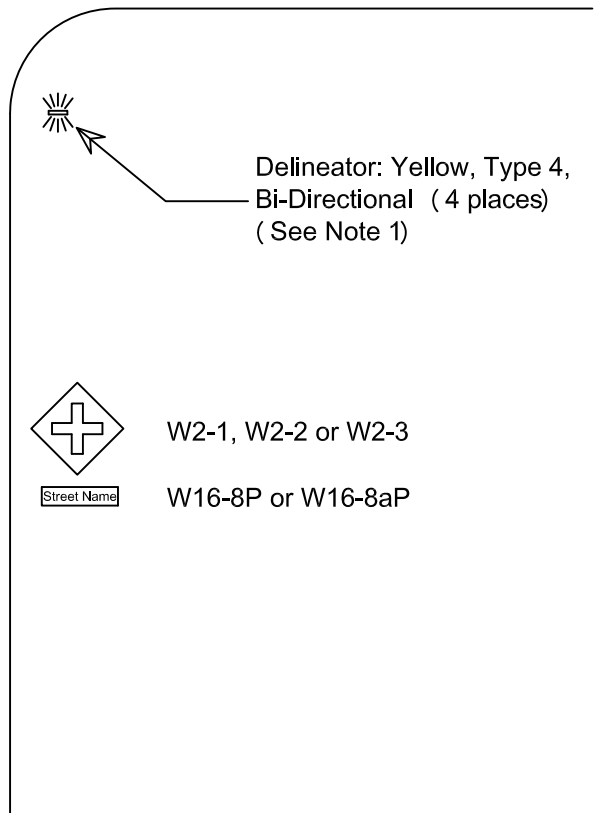 Delineator: Yellow, Type 4,
Bi-Directional (4 places)
(See Note 1)
W2-1, W2-2 or W2-3
Street Name
W16-8P or W16-8aP